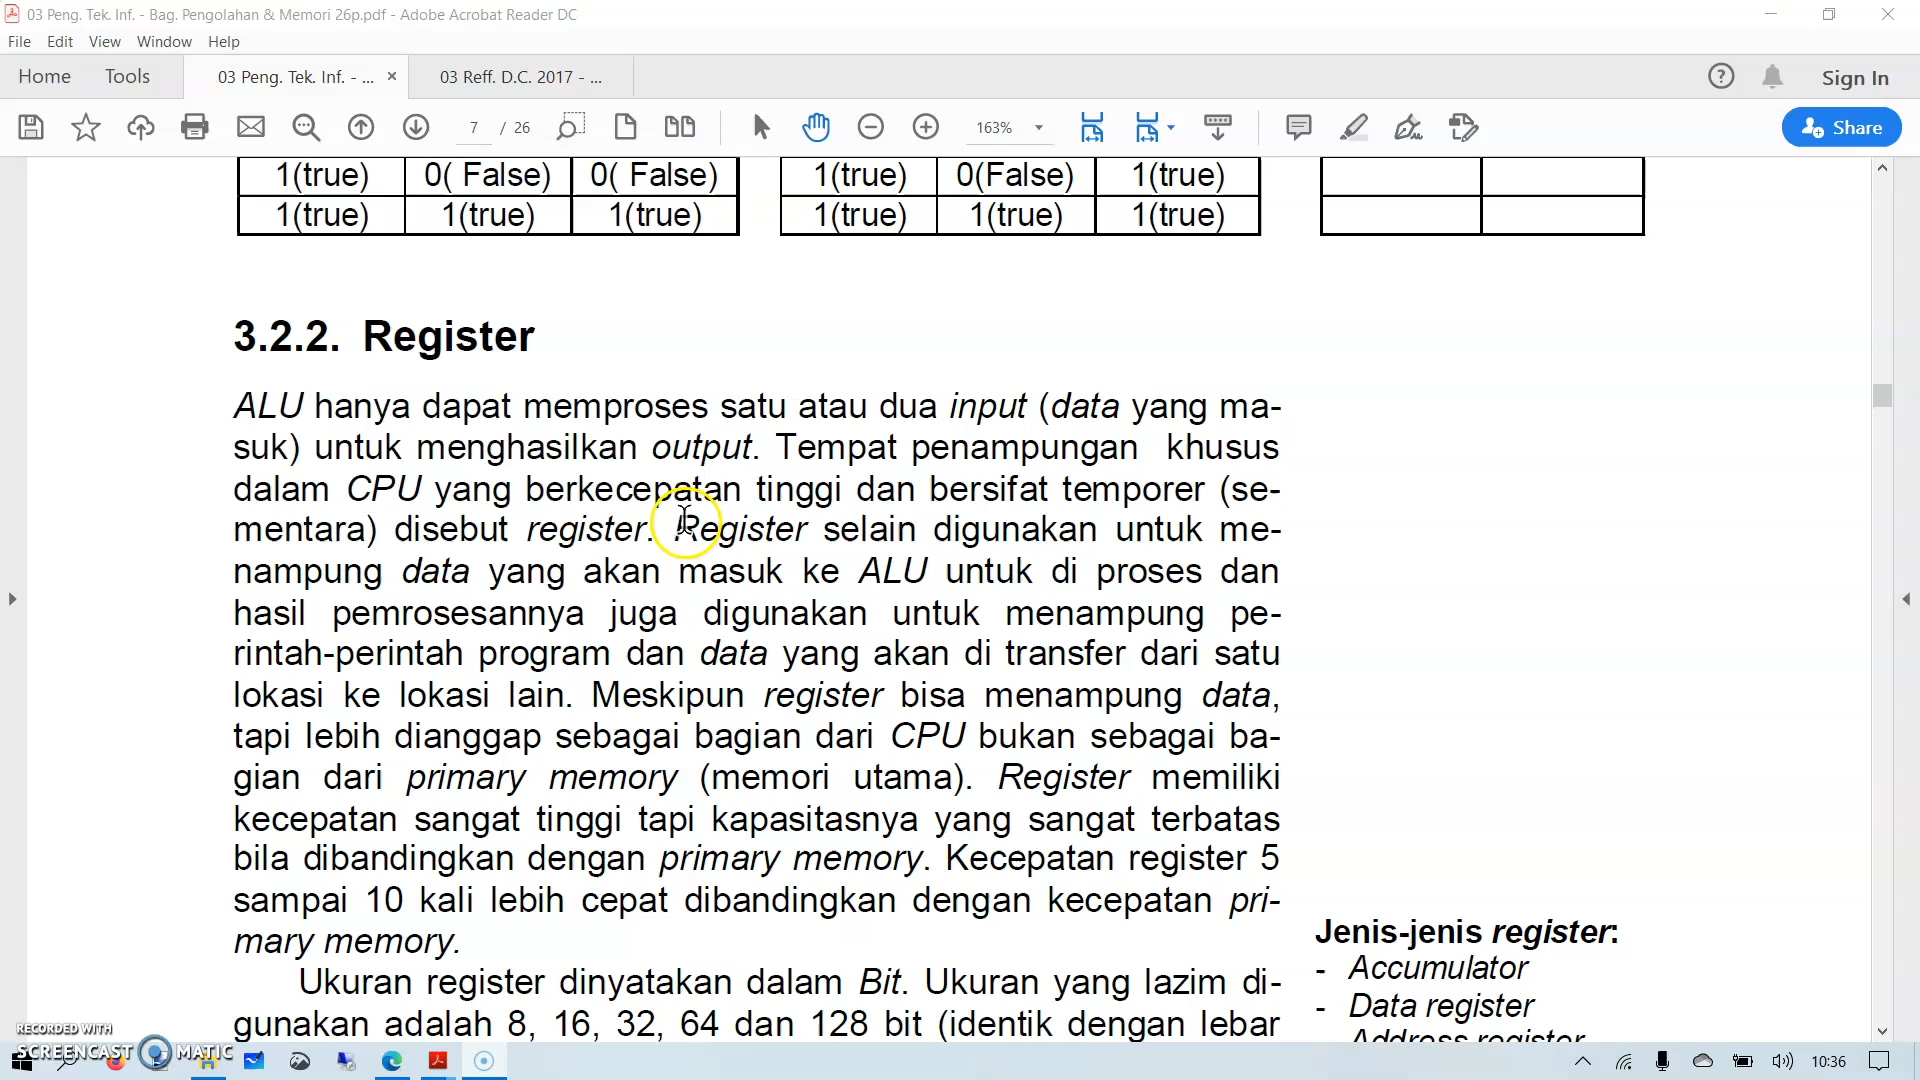 03 Peng. Tek. Inf. - Bag. Pengolahan & Memori 26p.pdf - Adobe Acrobat Reader DC
File Edit View Window Help
Home Tools 03 Peng. Tek. Inf. - ... 03 Reff. D.C. 2017 - ... Sign In
7 / 26 163% Share
1(true) 0( False) 0( False) 1(true) 0(False) 1(true)
1(true) 1(true) 1(true) 1(true) 1(true) 1(true)
3.2.2. Register
ALU hanya dapat memproses satu atau dua input (data yang ma-
suk) untuk menghasilkan output. Tempat penampungan khusus
dalam CPU yang berkecepatan tinggi dan bersifat temporer (se-
mentara) disebut register. Register selain digunakan untuk me-
nampung data yang akan masuk ke ALU untuk di proses dan
hasil pemrosesannya juga digunakan untuk menampung pe-
rintah-perintah program dan data yang akan di transfer dari satu
lokasi ke lokasi lain. Meskipun register bisa menampung data,
tapi lebih dianggap sebagai bagian dari CPU bukan sebagai ba-
gian dari primary memory (memori utama). Register memiliki
kecepatan sangat tinggi tapi kapasitasnya yang sangat terbatas
bila dibandingkan dengan primary memory. Kecepatan register 5
sampai 10 kali lebih cepat dibandingkan dengan kecepatan pri-
mary memory.
Ukuran register dinyatakan dalam Bit. Ukuran yang lazim di-
gunakan adalah 8, 16, 32, 64 dan 128 bit (identik dengan lebar
Jenis-jenis register:
- Accumulator
- Data register
- Address register
RECORDED WITH
SCREENCAST MATIC
10:36